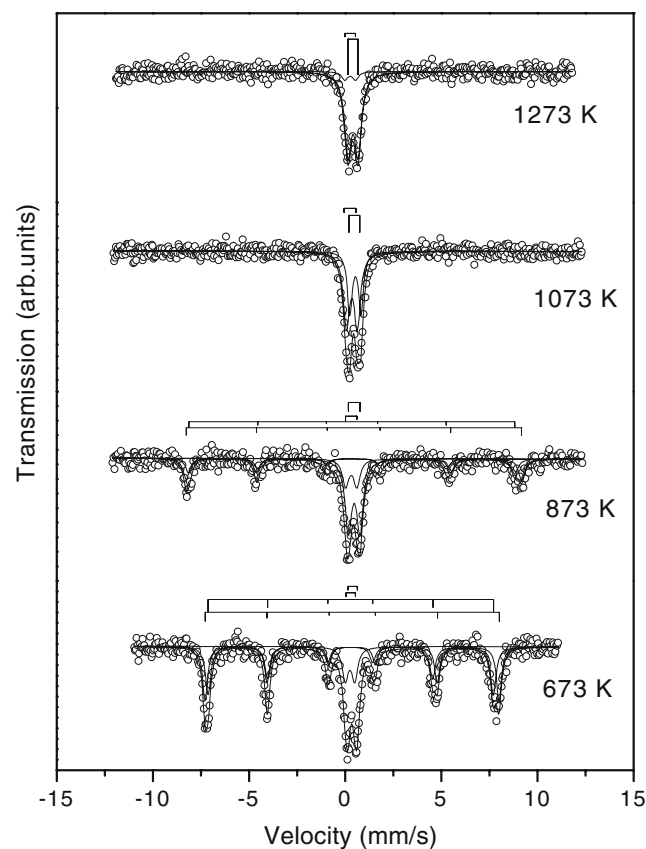 1273 K
1073 K
873 K
673 K
Transmission (arb.units)
-15 -10 -5 0 5 10 15
Velocity (mm/s)